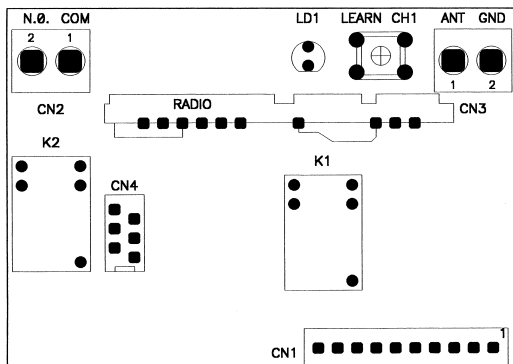 N.O. COM
LD1
LEARN CH1
ANT GND
2 1
1 2
CN2
RADIO
CN3
K2
K1
CN4
1
CN1